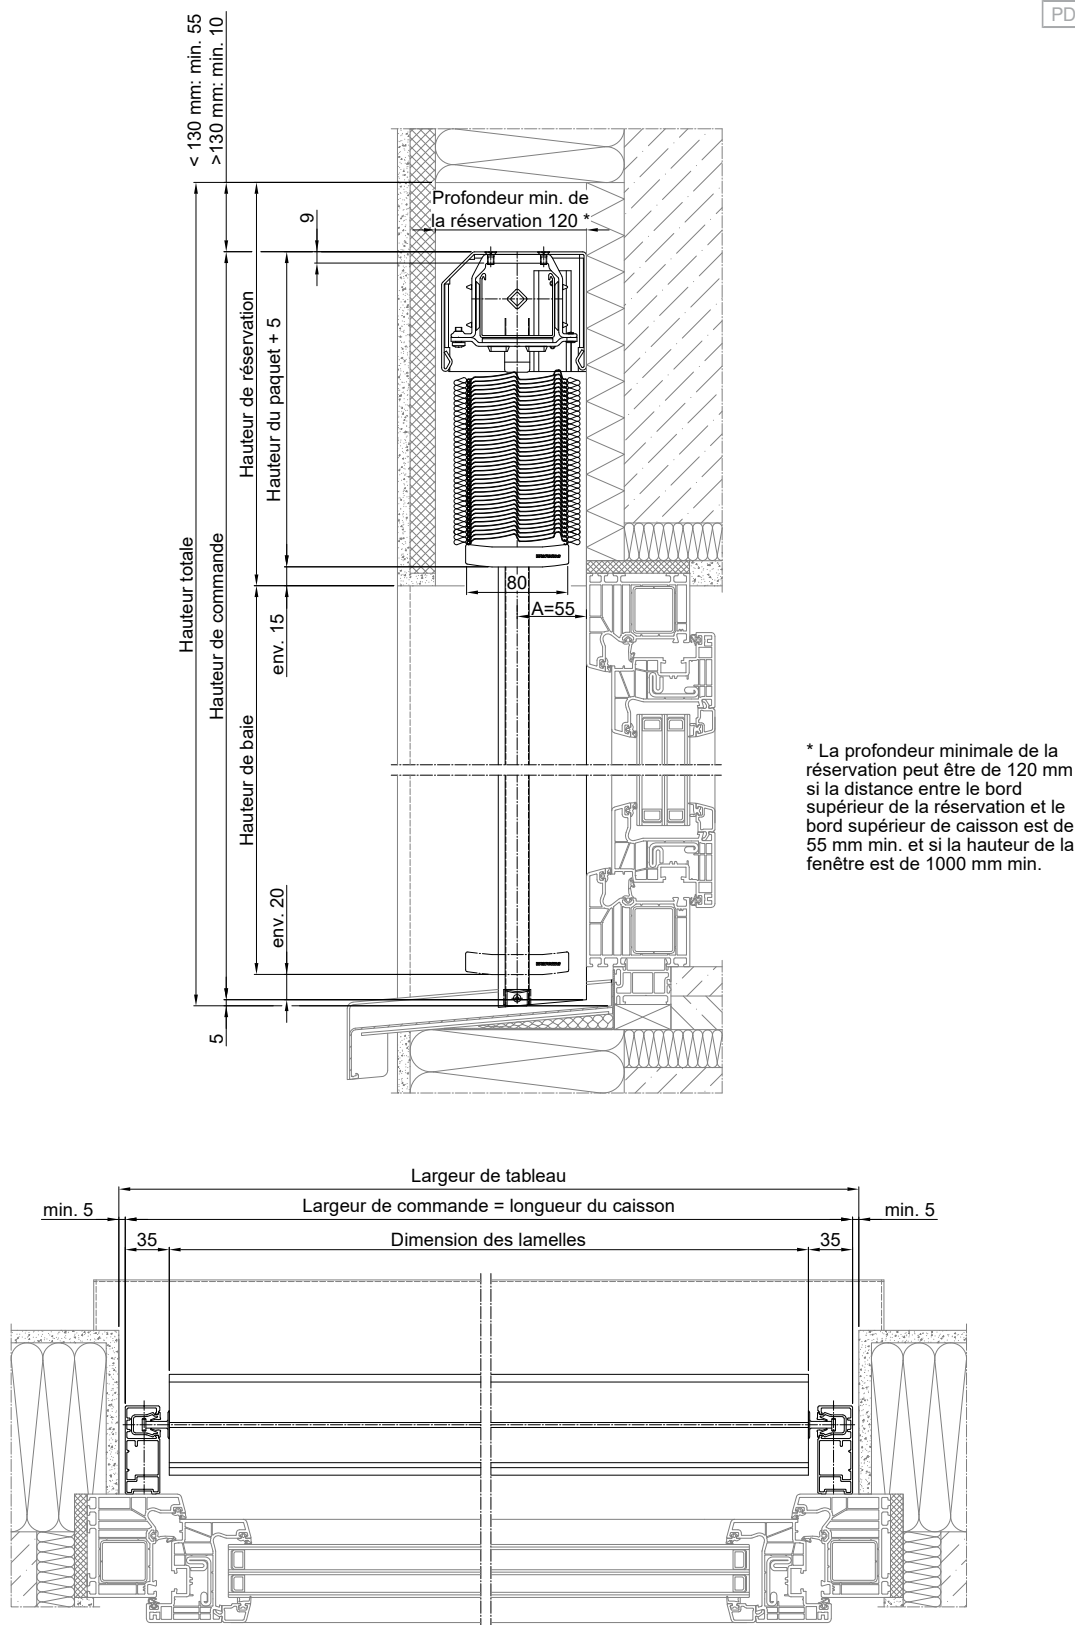 PD
< 130 mm: min. 55
>130 mm: min. 10
Profondeur min. de
la réservation 120 *
9
Hauteur de réservation
Hauteur du paquet + 5
Hauteur totale
Hauteur de commande
80
A=55
env. 15
Hauteur de baie
* La profondeur minimale de la
réservation peut être de 120 mm
si la distance entre le bord
supérieur de la réservation et le
bord supérieur de caisson est de
55 mm min. et si la hauteur de la
fenêtre est de 1000 mm min.
env. 20
5
Largeur de tableau
min. 5
Largeur de commande = longueur du caisson
min. 5
35
Dimension des lamelles
35